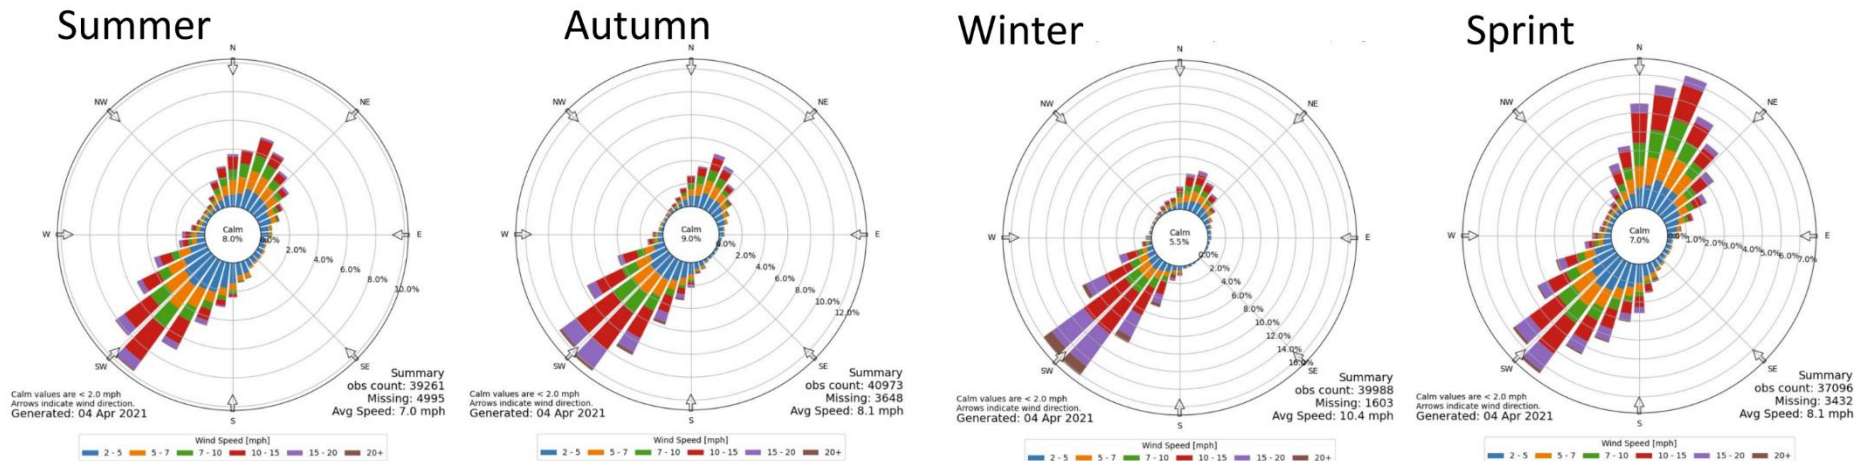 Summer
N
NW
NE
W
E
SW
SE
S
Calm
8.0%
0.0%
2.0%
4.0%
6.0%
8.0%
10.0%
Summary
obs count: 39261
Missing: 4995
Avg Speed: 7.0 mph
Calm values are < 2.0 mph
Arrows indicate wind direction.
Generated: 04 Apr 2021
Wind Speed [mph]
2 - 5 5 - 7 7 - 10 10 - 15 15 - 20 20+
Autumn
N
NW
NE
W
E
SW
SE
S
Calm
9.0%
0.0%
2.0%
4.0%
6.0%
8.0%
10.0%
12.0%
Summary
obs count: 40973
Missing: 3648
Avg Speed: 8.1 mph
Calm values are < 2.0 mph
Arrows indicate wind direction.
Generated: 04 Apr 2021
Wind Speed [mph]
2 - 5 5 - 7 7 - 10 10 - 15 15 - 20 20+
Winter
N
NW
NE
W
E
SW
SE
S
Calm
5.5%
0.0%
2.0%
4.0%
6.0%
8.0%
10.0%
12.0%
14.0%
16.0%
Summary
obs count: 39988
Missing: 1603
Avg Speed: 10.4 mph
Calm values are < 2.0 mph
Arrows indicate wind direction.
Generated: 04 Apr 2021
Wind Speed [mph]
2 - 5 5 - 7 7 - 10 10 - 15 15 - 20 20+
Sprint
N
NW
NE
W
E
SW
SE
S
Calm
7.0%
0.0%
1.0%
2.0%
3.0%
4.0%
5.0%
6.0%
7.0%
Summary
obs count: 37096
Missing: 3432
Avg Speed: 8.1 mph
Calm values are < 2.0 mph
Arrows indicate wind direction.
Generated: 04 Apr 2021
Wind Speed [mph]
2 - 5 5 - 7 7 - 10 10 - 15 15 - 20 20+